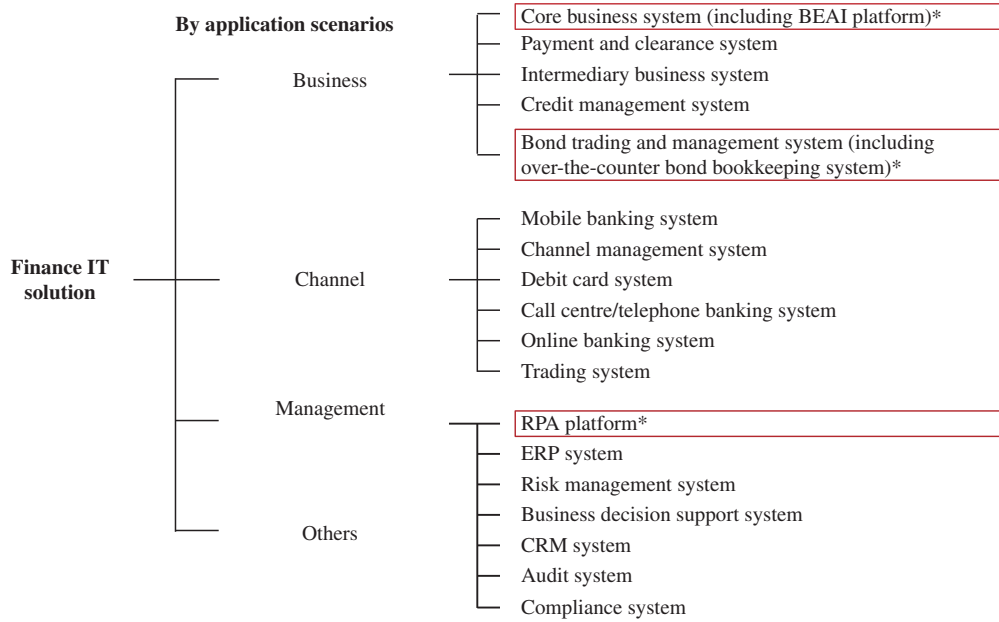 By application scenarios
Finance IT
solution
Business
Core business system (including BEAI platform)*
Payment and clearance system
Intermediary business system
Credit management system
Bond trading and management system (including
over-the-counter bond bookkeeping system)*
Channel
Mobile banking system
Channel management system
Debit card system
Call centre/telephone banking system
Online banking system
Trading system
Management
RPA platform*
ERP system
Risk management system
Business decision support system
CRM system
Audit system
Compliance system
Others